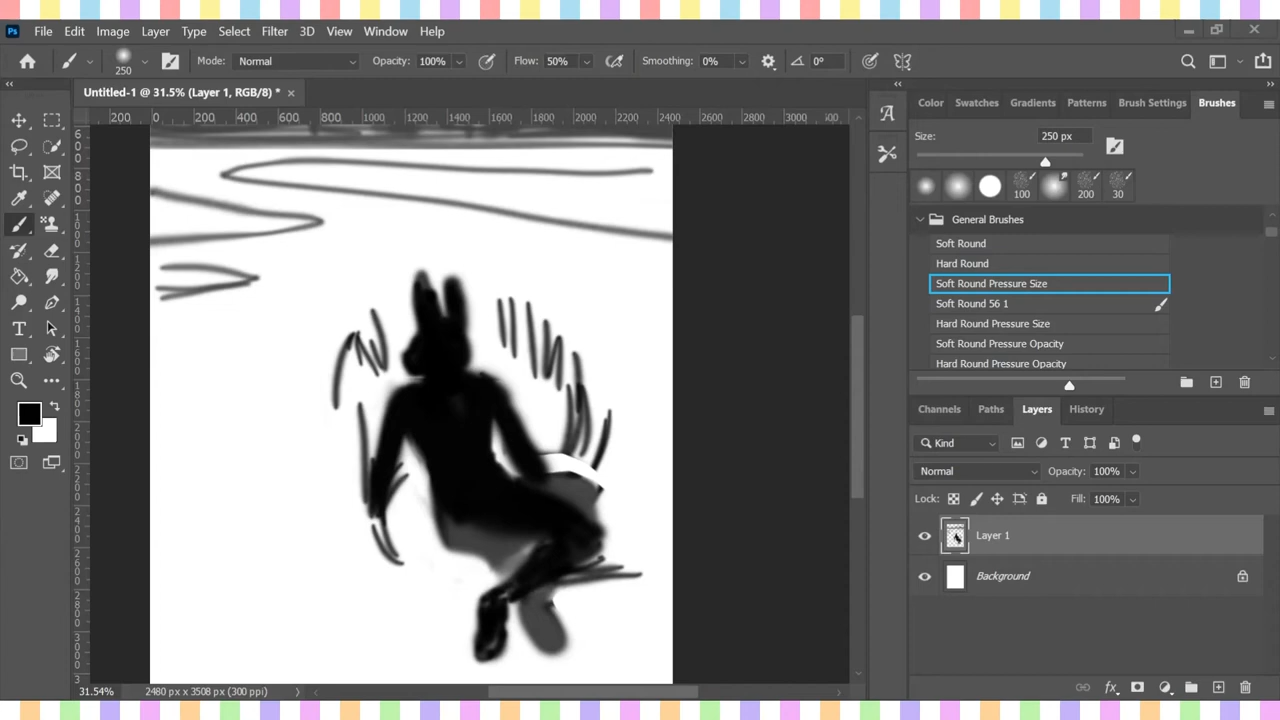 Ps File Edit Image Layer Type Select Filter 3D View Window Help
250 Mode: Normal Opacity: 100% Flow: 50% Smoothing: 0% 0°
Untitled-1 @ 31.5% (Layer 1, RGB/8) *
200 0 200 400 600 800 1000 1200 1400 1600 1800 2000 2200 2400 2600 2800 3000
Color Swatches Gradients Patterns Brush Settings Brushes
Size: 250 px
100 200 30
General Brushes
Soft Round
Hard Round
Soft Round Pressure Size
Soft Round 56 1
Hard Round Pressure Size
Soft Round Pressure Opacity
Hard Round Pressure Opacity
Channels Paths Layers History
Kind
Normal Opacity: 100%
Lock: Fill: 100%
Layer 1
Background
31.54% 2480 px x 3508 px (300 ppi)